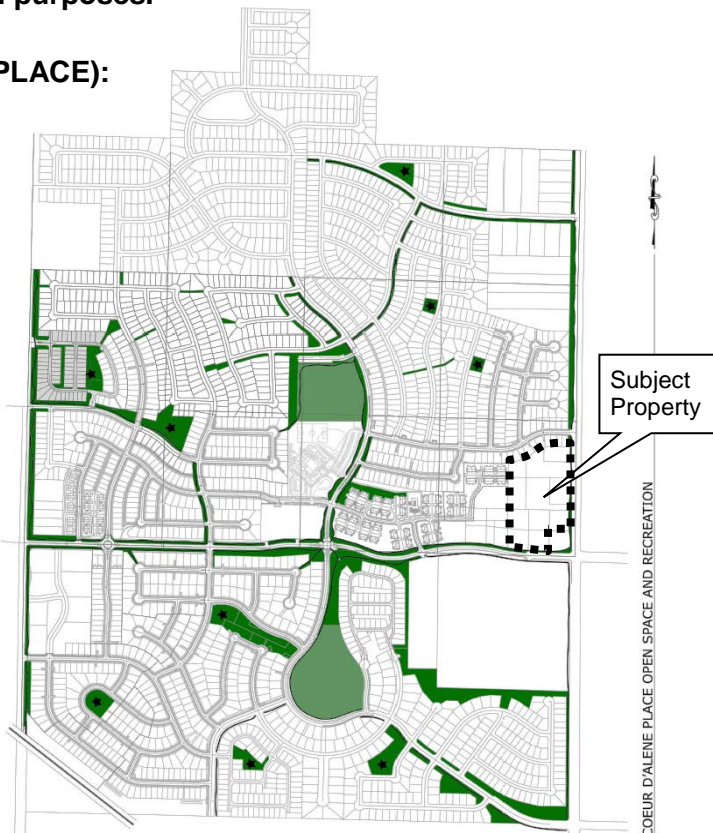 purposes.
PLACE):
Subject
Property
COEUR D'ALENE PLACE OPEN SPACE AND RECREATION